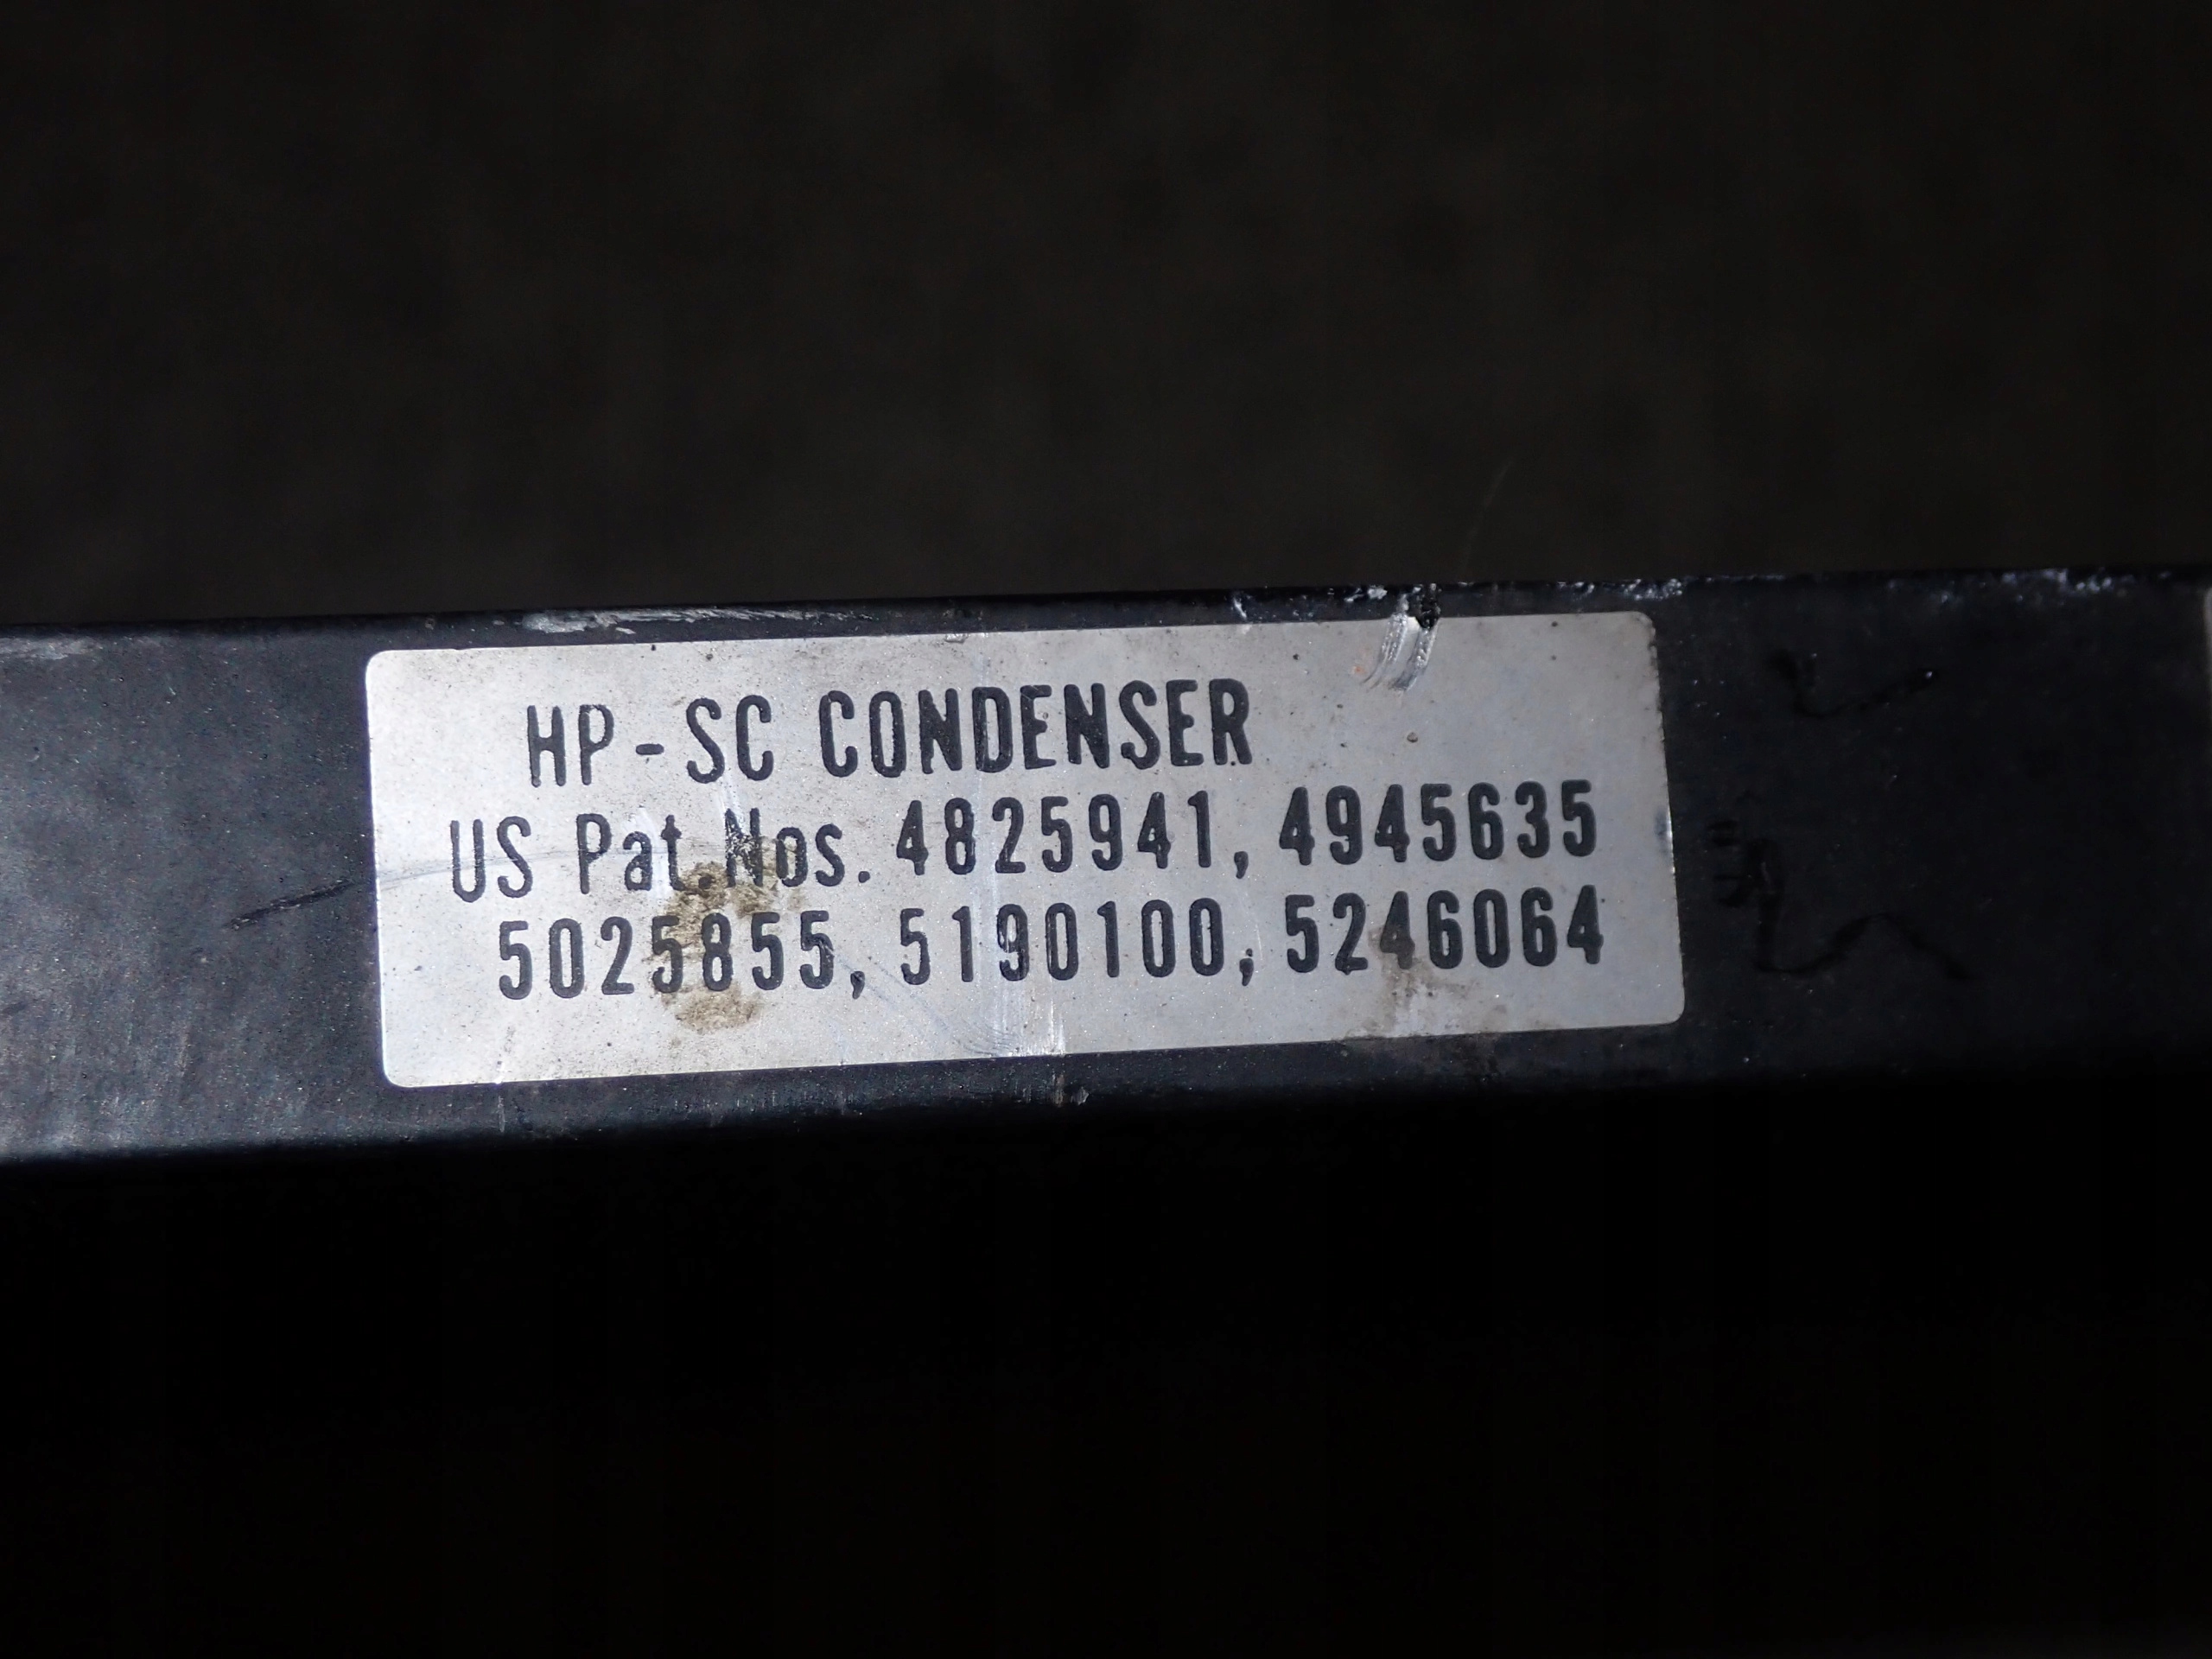 HP-SC CONDENSER
US Pat.Nos. 4825941, 4945635
5025855, 5190100, 5246064